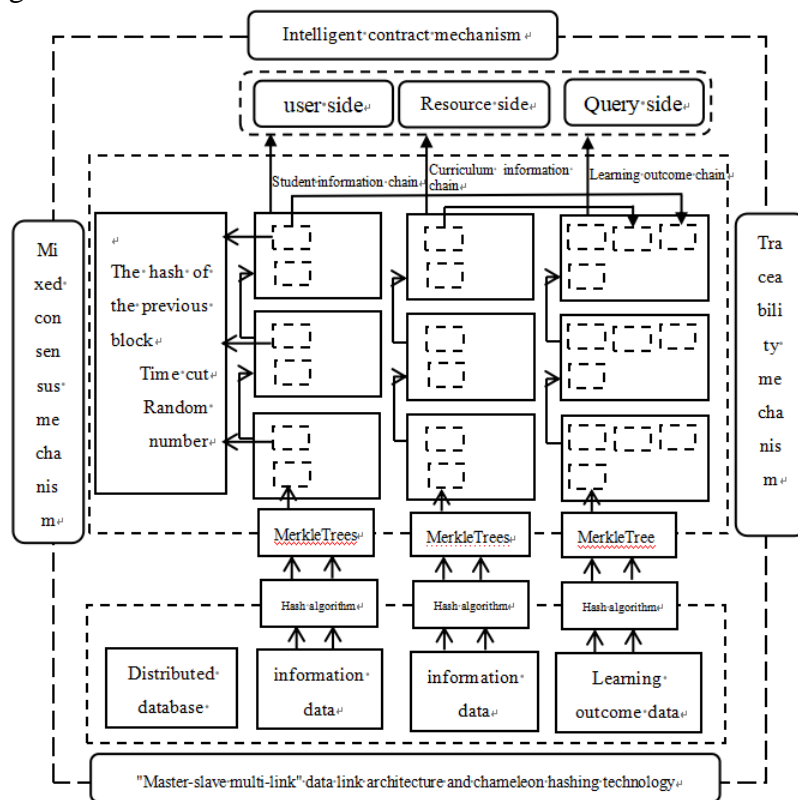 Intelligent contract mechanism
user side
Resource side
Query side
Student information chain
Curriculum information
chain
Learning outcome chain
Mi
xed
con
sen
sus
me
cha
nis
m
The hash of
the previous
block
Time cut
Random
number
Tra
cea
bili
ty
me
cha
nis
m
MerkleTrees
MerkleTrees
MerkleTree
Hash algorithm
Hash algorithm
Hash algorithm
Distributed
database
information
data
information
data
Learning
outcome data
"Master-slave multi-link" data link architecture and chameleon hashing technology